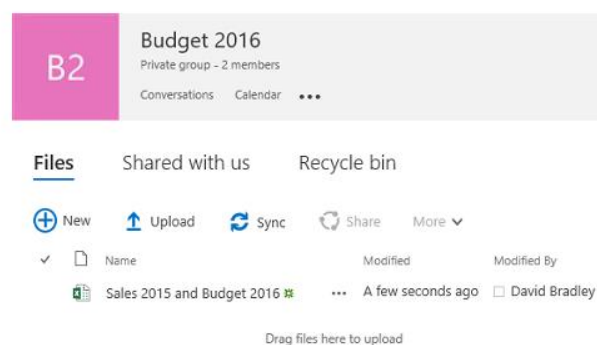 B2
Budget 2016
Private group - 2 members
Conversations Calendar •••
Files Shared with us Recycle bin
New Upload Sync Share More
Name Modified Modified By
Sales 2015 and Budget 2016 ••• A few seconds ago David Bradley
Drag files here to upload